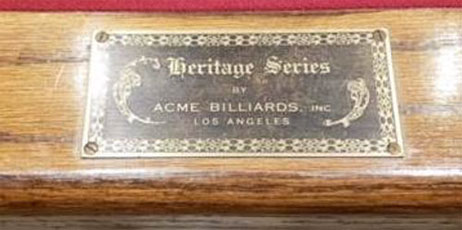 Heritage Series
BY
ACME BILLIARDS, INC
LOS ANGELES